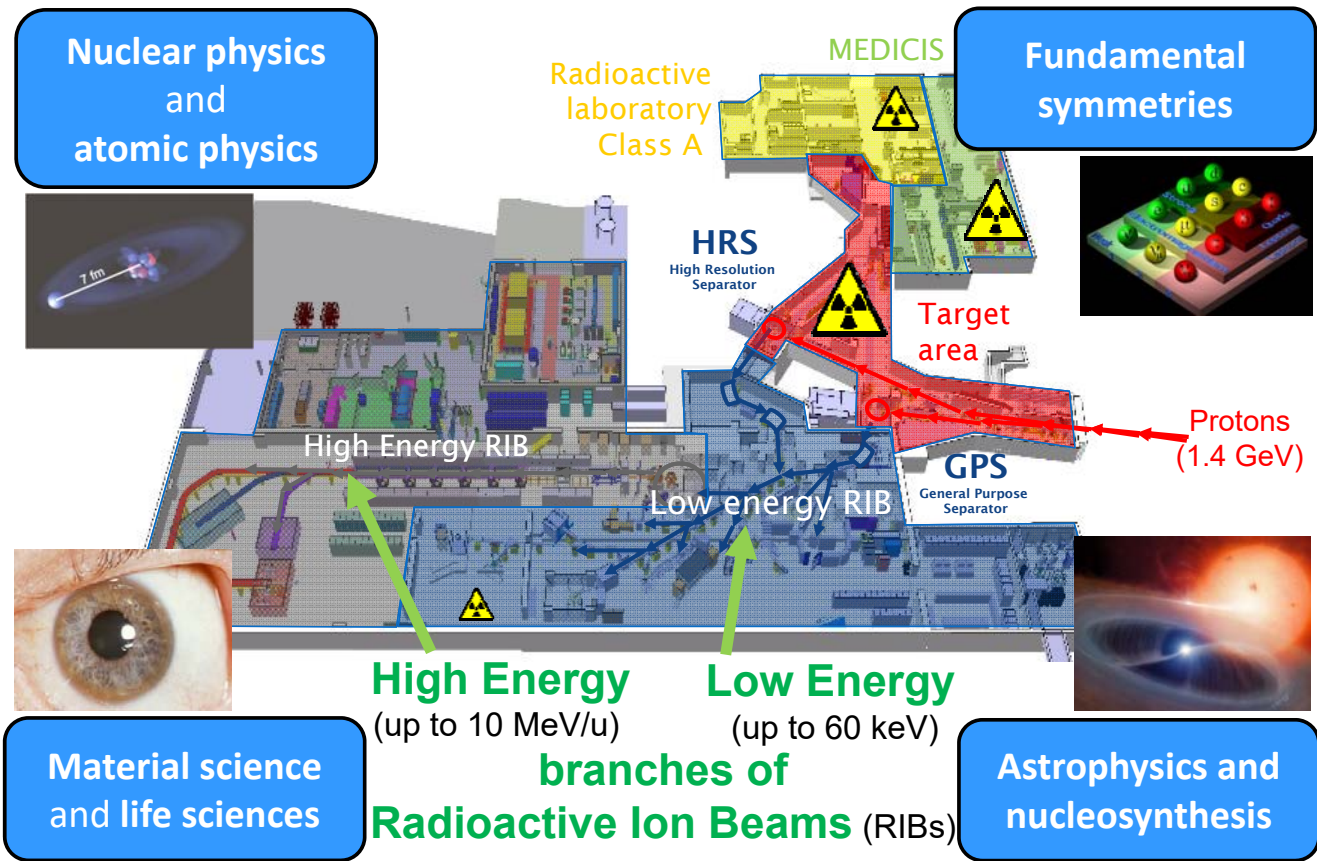 Nuclear physics
and
atomic physics
MEDICIS
Radioactive
laboratory
Class A
Fundamental
symmetries
7 fm
HRS
High Resolution
Separator
Target
area
Protons
(1.4 GeV)
High Energy RIB
Low energy RIB
GPS
General Purpose
Separator
High Energy
(up to 10 MeV/u)
Low Energy
(up to 60 keV)
branches of
Radioactive Ion Beams (RIBs)
Material science
and life sciences
Astrophysics and
nucleosynthesis